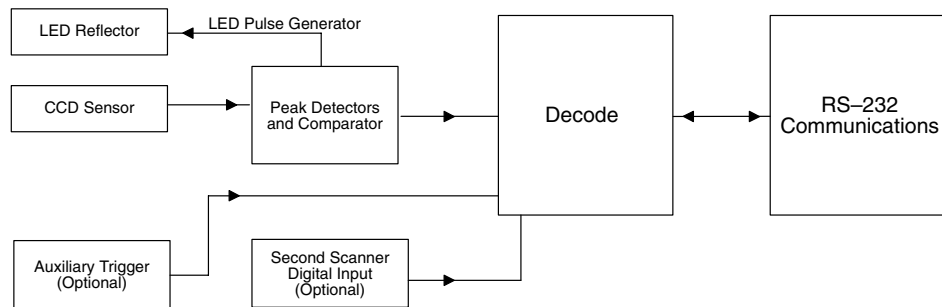 LED Reflector
LED Pulse Generator
CCD Sensor
Peak Detectors
and Comparator
Decode
RS–232
Communications
Auxiliary Trigger
(Optional)
Second Scanner
Digital Input
(Optional)